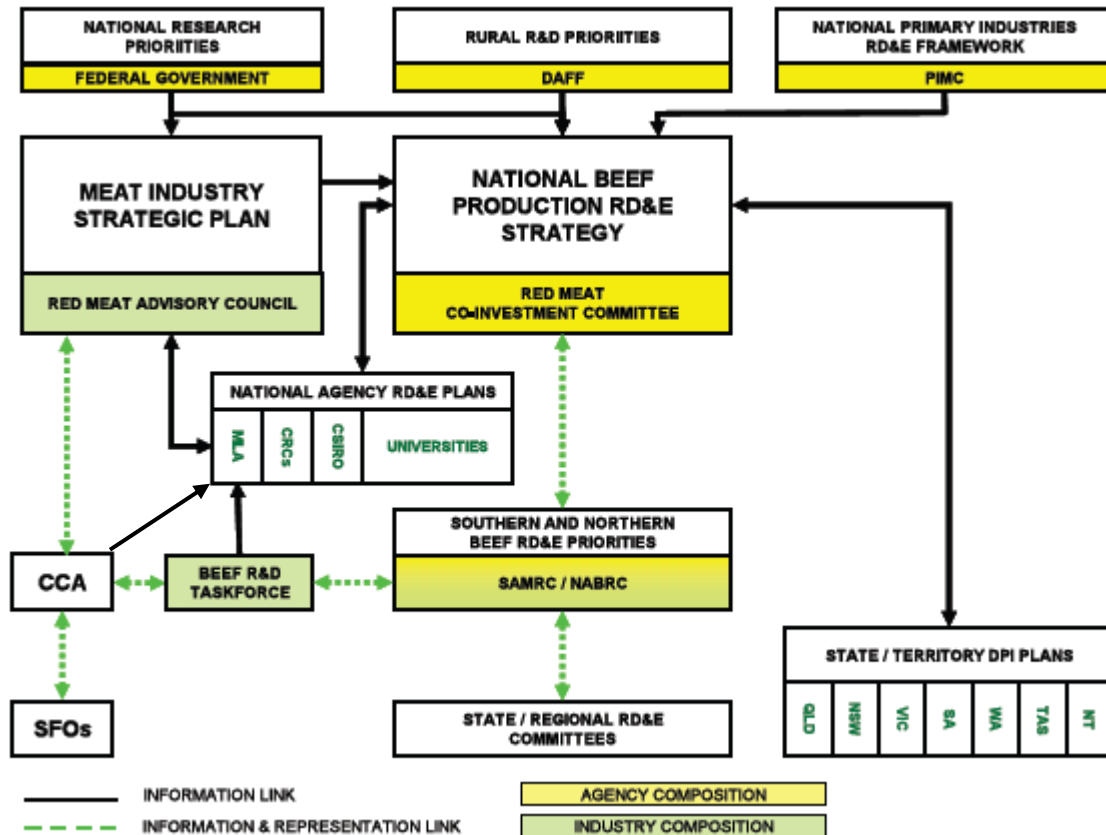 NATIONAL RESEARCH
PRIORIITIES
FEDERAL GOVERNMENT
RURAL R&D PRIORIITIES
DAFF
NATIONAL PRIMARY INDUSTRIES
RD&E FRAMEWORK
PIMC
MEAT INDUSTRY
STRATEGIC PLAN
RED MEAT ADVISORY COUNCIL
NATIONAL BEEF
PRODUCTION RD&E
STRATEGY
RED MEAT
CO-INVESTMENT COMMITTEE
NATIONAL AGENCY RD&E PLANS
MLA
CRCs
CSIRO
UNIVERSITIES
SOUTHERN AND NORTHERN
BEEF RD&E PRIORITIES
SAMRC / NABRC
CCA
BEEF R&D
TASKFORCE
STATE / TERRITORY DPI PLANS
QLD
NSW
VIC
SA
WA
TAS
NT
SFOs
STATE / REGIONAL RD&E
COMMITTEES
INFORMATION LINK
AGENCY COMPOSITION
INFORMATION & REPRESENTATION LINK
INDUSTRY COMPOSITION